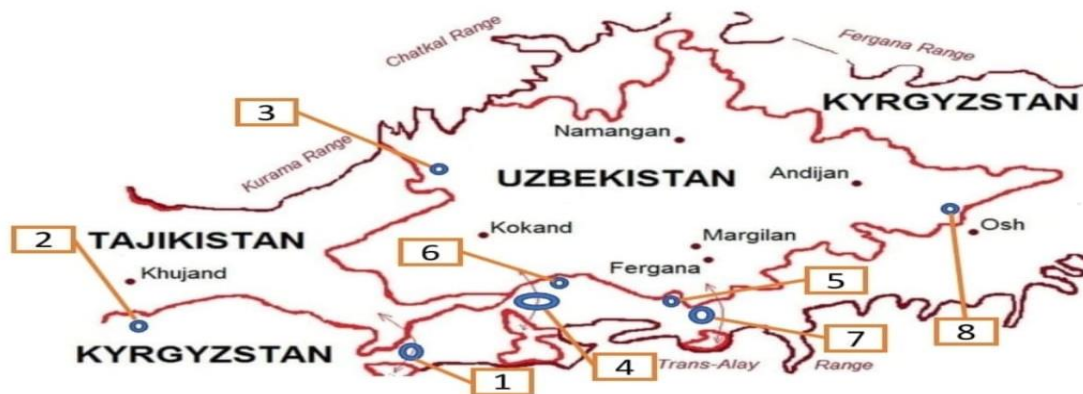 Chatkal Range
Fergana Range
KYRGYZSTAN
3
Namangan
Kurama Range
UZBEKISTAN
Andijan
2
TAJIKISTAN
6
Kokand
Margilan
Osh
Khujand
Fergana
5
KYRGYZSTAN
1
4
Trans-Alay
7
Range
8